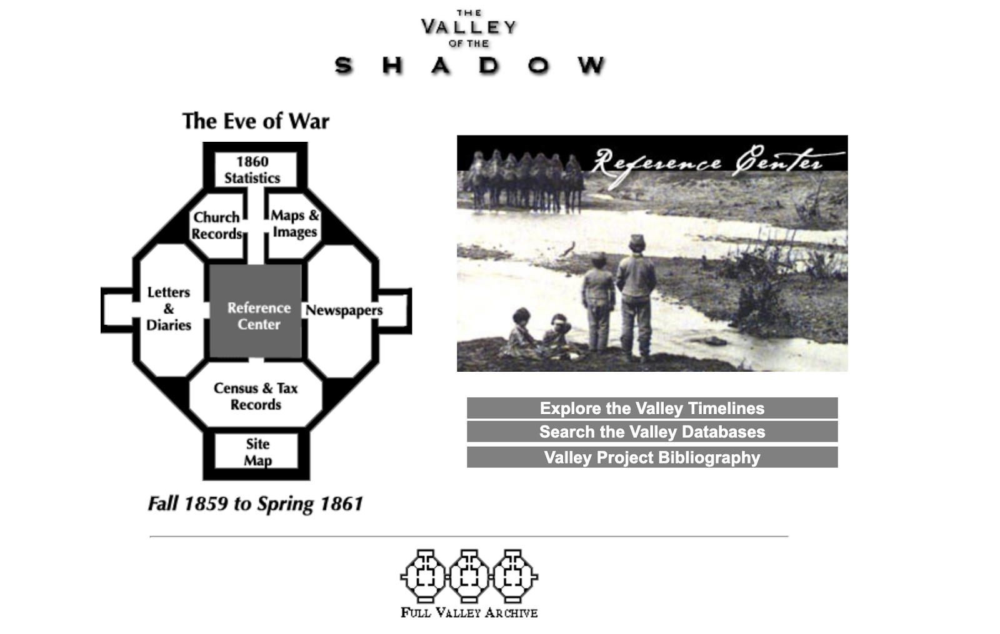 THE
VALLEY
OF THE
SHADOW
The Eve of War
1860
Statistics
Church
Records
Maps &
Images
Letters
&
Diaries
Reference
Center
Newspapers
Census & Tax
Records
Site
Map
Fall 1859 to Spring 1861
Reference Center
Explore the Valley Timelines
Search the Valley Databases
Valley Project Bibliography
FULL VALLEY ARCHIVE